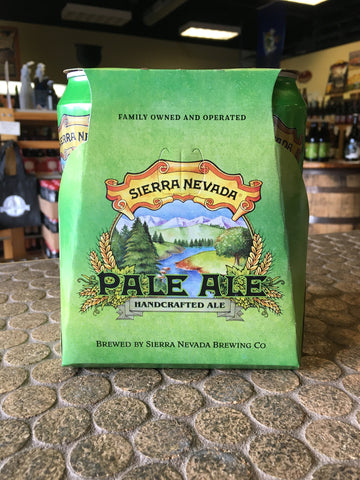 FAMILY OWNED AND OPERATED
SIERRA NEVADA
PALE ALE
HANDCRAFTED ALE
BREWED BY SIERRA NEVADA BREWING CO